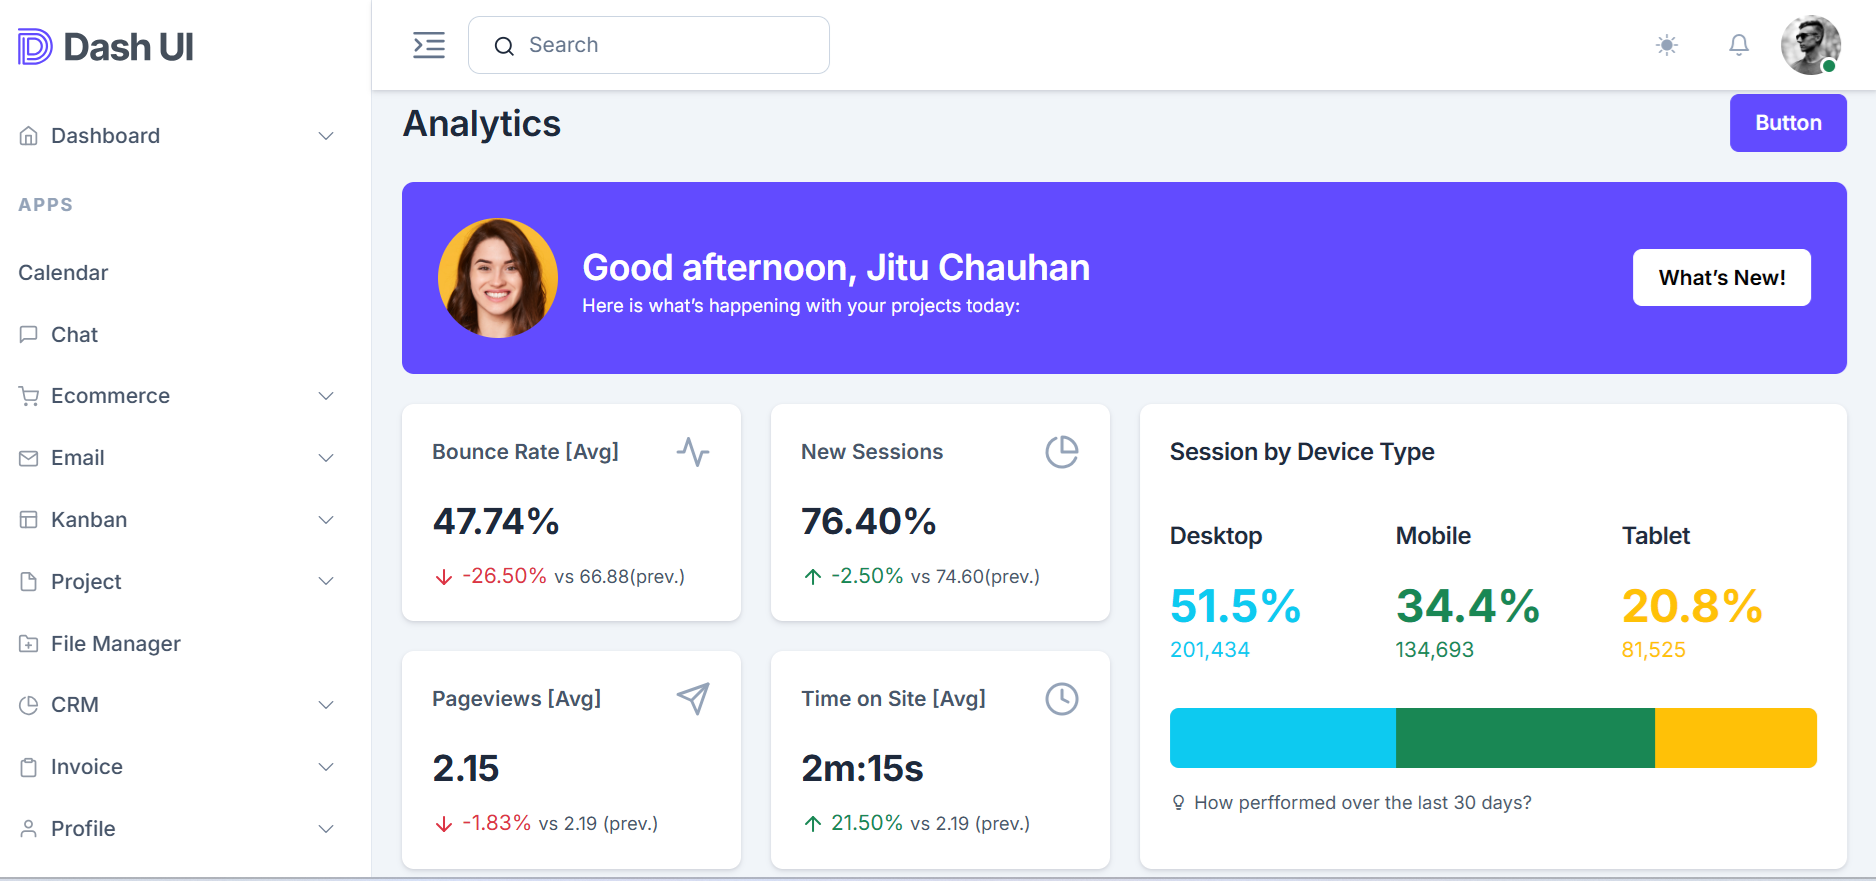 Dash UI
Search
Dashboard
APPS
Calendar
Chat
Ecommerce
Email
Kanban
Project
File Manager
CRM
Invoice
Profile
Analytics
Button
Good afternoon, Jitu Chauhan
Here is what’s happening with your projects today:
What’s New!
Bounce Rate [Avg]
47.74%
-26.50% vs 66.88(prev.)
New Sessions
76.40%
-2.50% vs 74.60(prev.)
Pageviews [Avg]
2.15
-1.83% vs 2.19 (prev.)
Time on Site [Avg]
2m:15s
21.50% vs 2.19 (prev.)
Session by Device Type
Desktop
51.5%
201,434
Mobile
34.4%
134,693
Tablet
20.8%
81,525
How perfformed over the last 30 days?